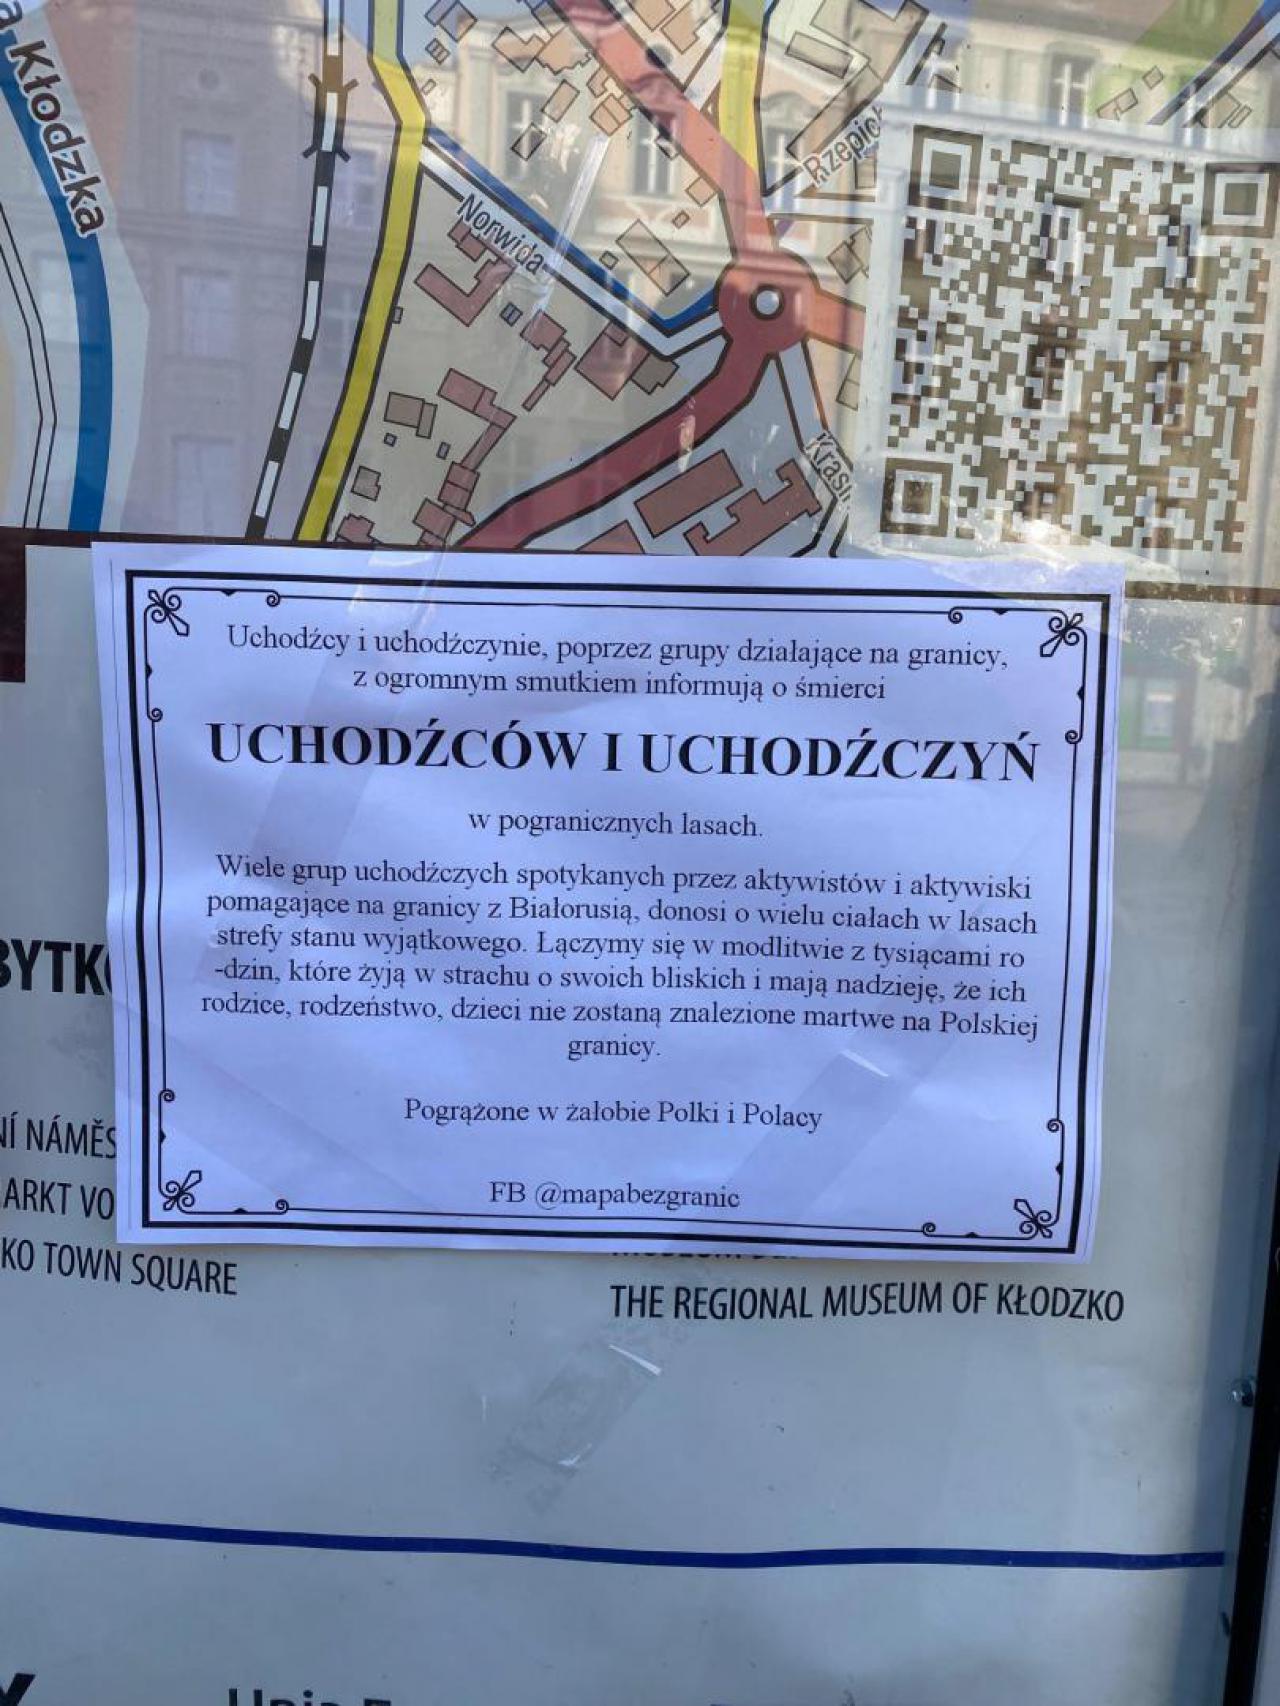 Kłodzka
Norwida
Uchodźcy i uchodźczynie, poprzez grupy działające na granicy,
z ogromnym smutkiem informują o śmierci
UCHODŹCÓW I UCHODŹCZYŃ
w pogranicznych lasach.
Wiele grup uchodźczych spotykanych przez aktywistów i aktywiski
pomagające na granicy z Białorusią, donosi o wielu ciałach w lasach
strefy stanu wyjątkowego. Łączymy się w modlitwie z tysiącami ro
-dzin, które żyją w strachu o swoich bliskich i mają nadzieję, że ich
rodzice, rodzeństwo, dzieci nie zostaną znalezione martwe na Polskiej
granicy.
Pogrążone w żałobie Polki i Polacy
FB @mapabezgranic
TOWN SQUARE
THE REGIONAL MUSEUM OF KŁODZKO